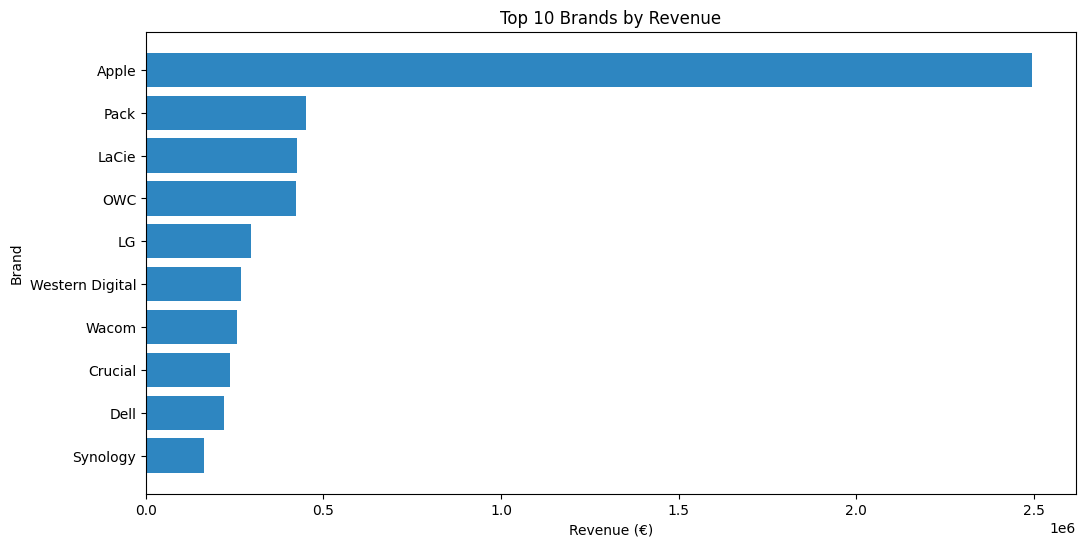 Top 10 Brands by Revenue
Brand
Apple
Pack
LaCie
OWC
LG
Western Digital
Wacom
Crucial
Dell
Synology
0.0 0.5 1.0 1.5 2.0 2.5
1e6
Revenue (€)